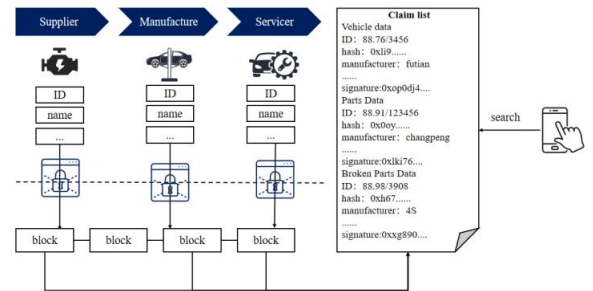 Supplier
Manufacture
Servicer
ID
name
...
ID
name
...
ID
name
...
block
block
block
block
Claim list
Vehicle data
ID：88.76/3456
hash：0xli9......
manufacturer：futian
......
signature:0xop0dj4....
Parts Data
ID：88.91/123456
hash：0x0oy......
manufacturer：changpeng
......
signature:0xlki76....
Broken Parts Data
ID：88.98/3908
hash：0xh67......
manufacturer：4S
......
signature:0xxg890....
search